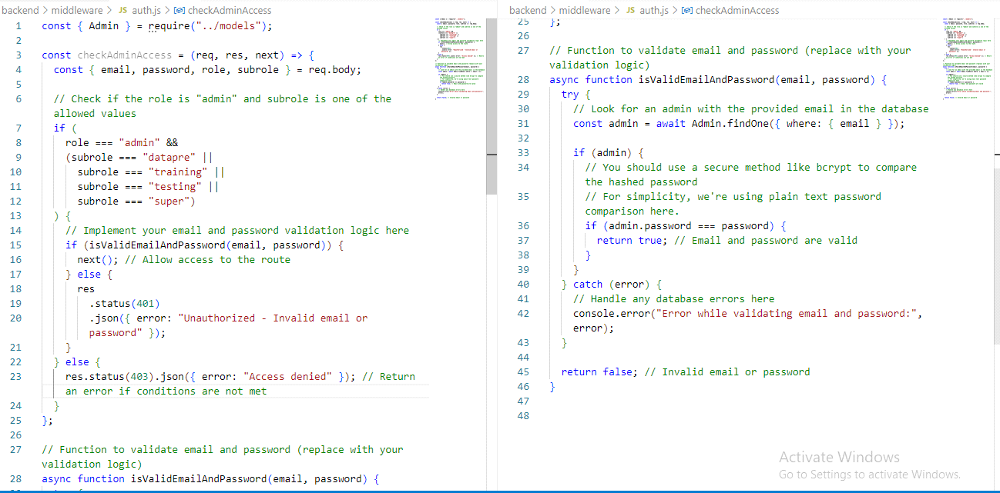 backend > middleware > JS auth.js > checkAdminAccess
1 const { Admin } = require("../models");
2
3 const checkAdminAccess = (req, res, next) => {
4 const { email, password, role, subrole } = req.body;
5
6 // Check if the role is "admin" and subrole is one of the
allowed values
7 if (
8 role === "admin" &&
9 (subrole === "datapre" ||
10 subrole === "training" ||
11 subrole === "testing" ||
12 subrole === "super")
13 ) {
14 // Implement your email and password validation logic here
15 if (isValidEmailAndPassword(email, password)) {
16 next(); // Allow access to the route
17 } else {
18 res
19 .status(401)
20 .json({ error: "Unauthorized - Invalid email or
password" });
21 }
22 } else {
23 res.status(403).json({ error: "Access denied" }); // Return
an error if conditions are not met
24 }
25 };
26
27 // Function to validate email and password (replace with your
validation logic)
28 async function isValidEmailAndPassword(email, password) {
backend > middleware > JS auth.js > checkAdminAccess
25 };
26
27 // Function to validate email and password (replace with your
validation logic)
28 async function isValidEmailAndPassword(email, password) {
29 try {
30 // Look for an admin with the provided email in the database
31 const admin = await Admin.findOne({ where: { email } });
32
33 if (admin) {
34 // You should use a secure method like bcrypt to compare
the hashed password
35 // For simplicity, we're using plain text password
comparison here.
36 if (admin.password === password) {
37 return true; // Email and password are valid
38 }
39 }
40 } catch (error) {
41 // Handle any database errors here
42 console.error("Error while validating email and password:",
error);
43 }
44
45 return false; // Invalid email or password
46 }
47
48
Activate Windows
Go to Settings to activate Windows.